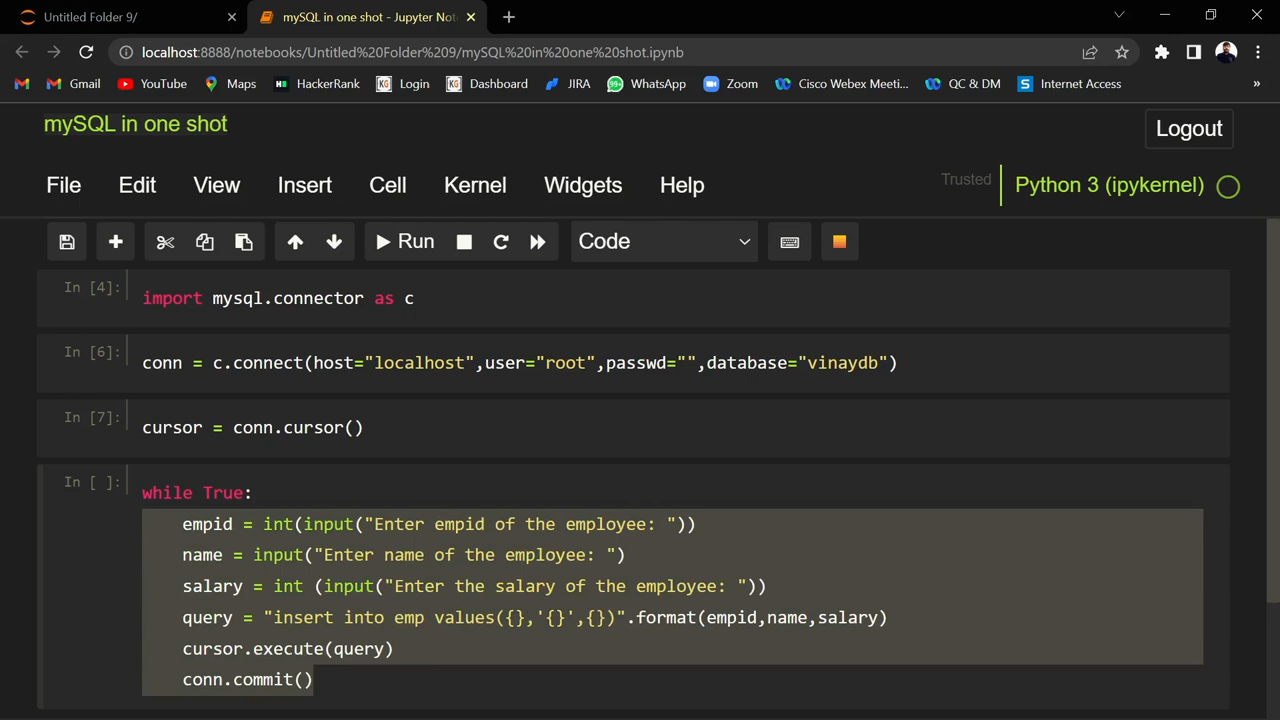 Untitled Folder 9/
mySQL in one shot - Jupyter Not
localhost:8888/notebooks/Untitled%20Folder%209/mySQL%20in%20one%20shot.ipynb
Gmail YouTube Maps HackerRank Login Dashboard JIRA WhatsApp Zoom Cisco Webex Meeti... QC & DM Internet Access »
mySQL in one shot
Logout
File Edit View Insert Cell Kernel Widgets Help
Trusted Python 3 (ipykernel)
Run Code
In [4]: import mysql.connector as c
In [6]: conn = c.connect(host="localhost",user="root",passwd="",database="vinaydb")
In [7]: cursor = conn.cursor()
In [ ]: while True:
empid = int(input("Enter empid of the employee: "))
name = input("Enter name of the employee: ")
salary = int (input("Enter the salary of the employee: "))
query = "insert into emp values({},'{}',{})".format(empid,name,salary)
cursor.execute(query)
conn.commit()